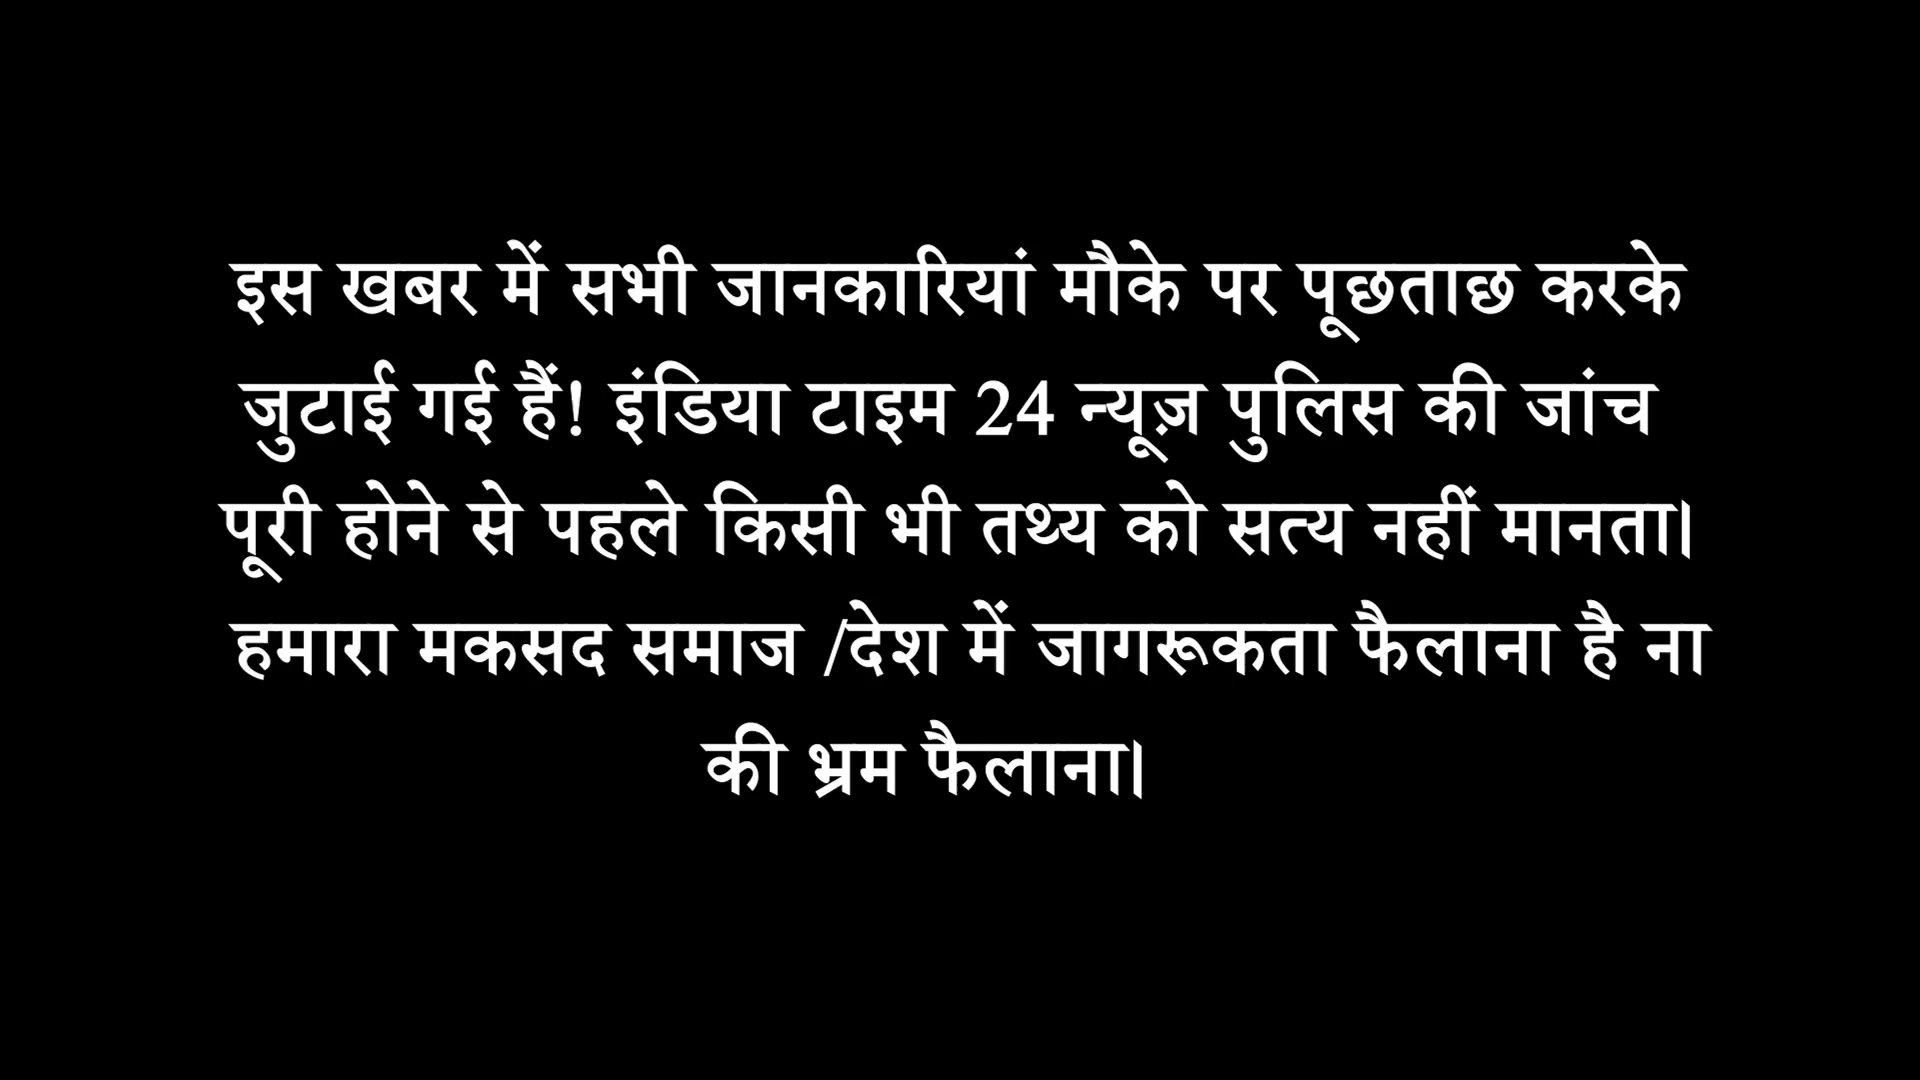 इस खबर में सभी जानकारियां मौके पर पूछताछ करके
जुटाई गई हैं! इंडिया टाइम 24 न्यूज़ पुलिस की जांच
पूरी होने से पहले किसी भी तथ्य को सत्य नहीं मानता।
हमारा मकसद समाज /देश में जागरूकता फैलाना है ना
की भ्रम फैलाना।